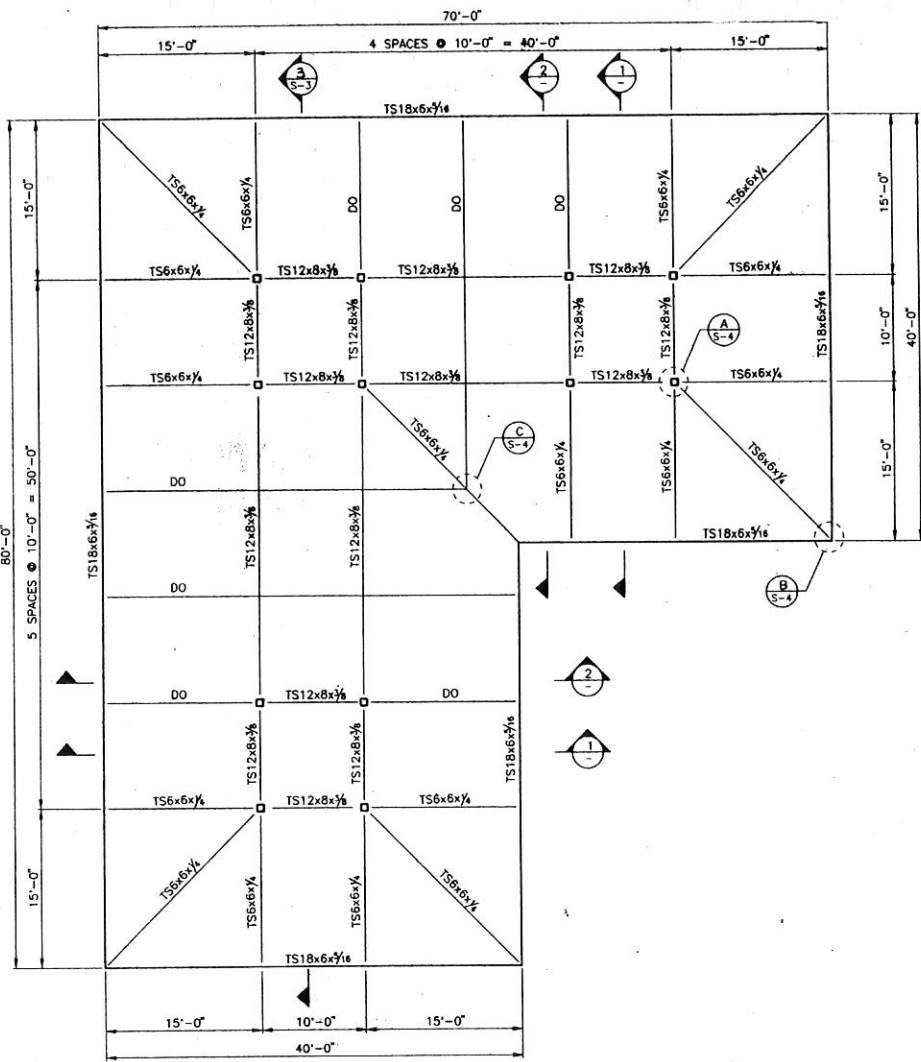 70'-0"
15'-0"
4 SPACES @ 10'-0" = 40'-0"
15'-0"
3
S-3
2
-
1
-
TS18x6x5/16
15'-0"
80'-0"
5 SPACES @ 10'-0" = 50'-0"
15'-0"
TS18x6x5/16
TS6x6x1/4
TS6x6x1/4
DO
DO
DO
TS6x6x1/4
TS6x6x1/4
15'-0"
10'-0"
40'-0"
15'-0"
TS6x6x1/4
TS12x8x3/8
TS12x8x3/8
TS12x8x3/8
TS6x6x1/4
TS12x8x3/8
TS12x8x3/8
TS12x8x3/8
TS12x8x3/8
TS18x6x5/16
A
S-4
TS6x6x1/4
TS12x8x3/8
TS12x8x3/8
TS12x8x3/8
TS6x6x1/4
TS6x6x1/4
C
S-4
TS6x6x1/4
TS6x6x1/4
TS6x6x1/4
DO
TS12x8x3/8
TS12x8x3/8
TS18x6x5/16
B
S-4
DO
DO
TS12x8x3/8
DO
2
-
TS12x8x3/8
TS12x8x3/8
TS18x6x5/16
1
-
TS6x6x1/4
TS12x8x3/8
TS6x6x1/4
TS6x6x1/4
TS6x6x1/4
TS6x6x1/4
TS6x6x1/4
TS18x6x5/16
15'-0"
10'-0"
15'-0"
40'-0"